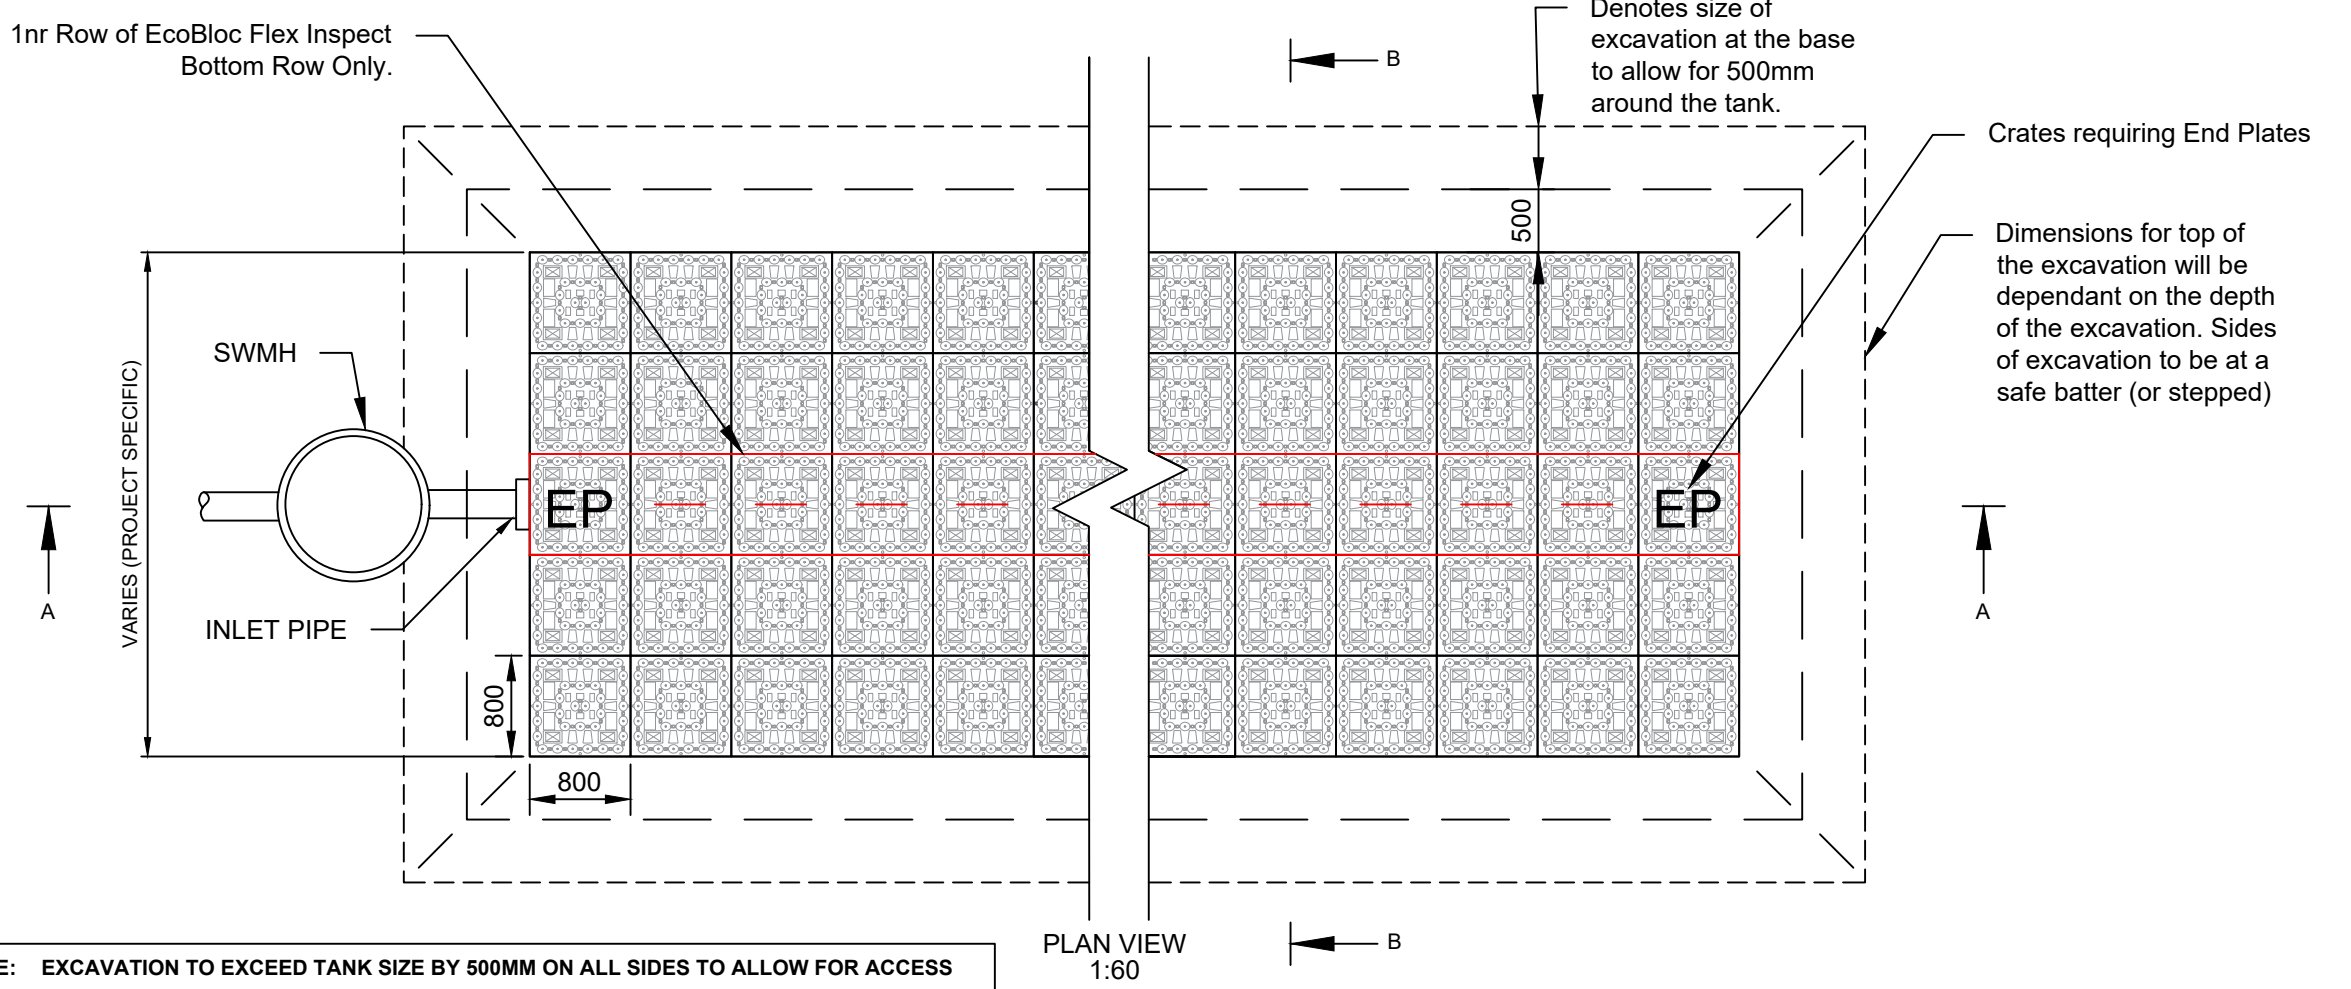 1nr Row of EcoBloc Flex Inspect
Bottom Row Only.
B
Denotes size of
excavation at the base
to allow for 500mm
around the tank.
Crates requiring End Plates
500
Dimensions for top of
the excavation will be
dependant on the depth
of the excavation. Sides
of excavation to be at a
safe batter (or stepped)
SWMH
VARIES (PROJECT SPECIFIC)
EP
EP
A
A
INLET PIPE
800
800
PLAN VIEW
1:60
B
E: EXCAVATION TO EXCEED TANK SIZE BY 500MM ON ALL SIDES TO ALLOW FOR ACCESS